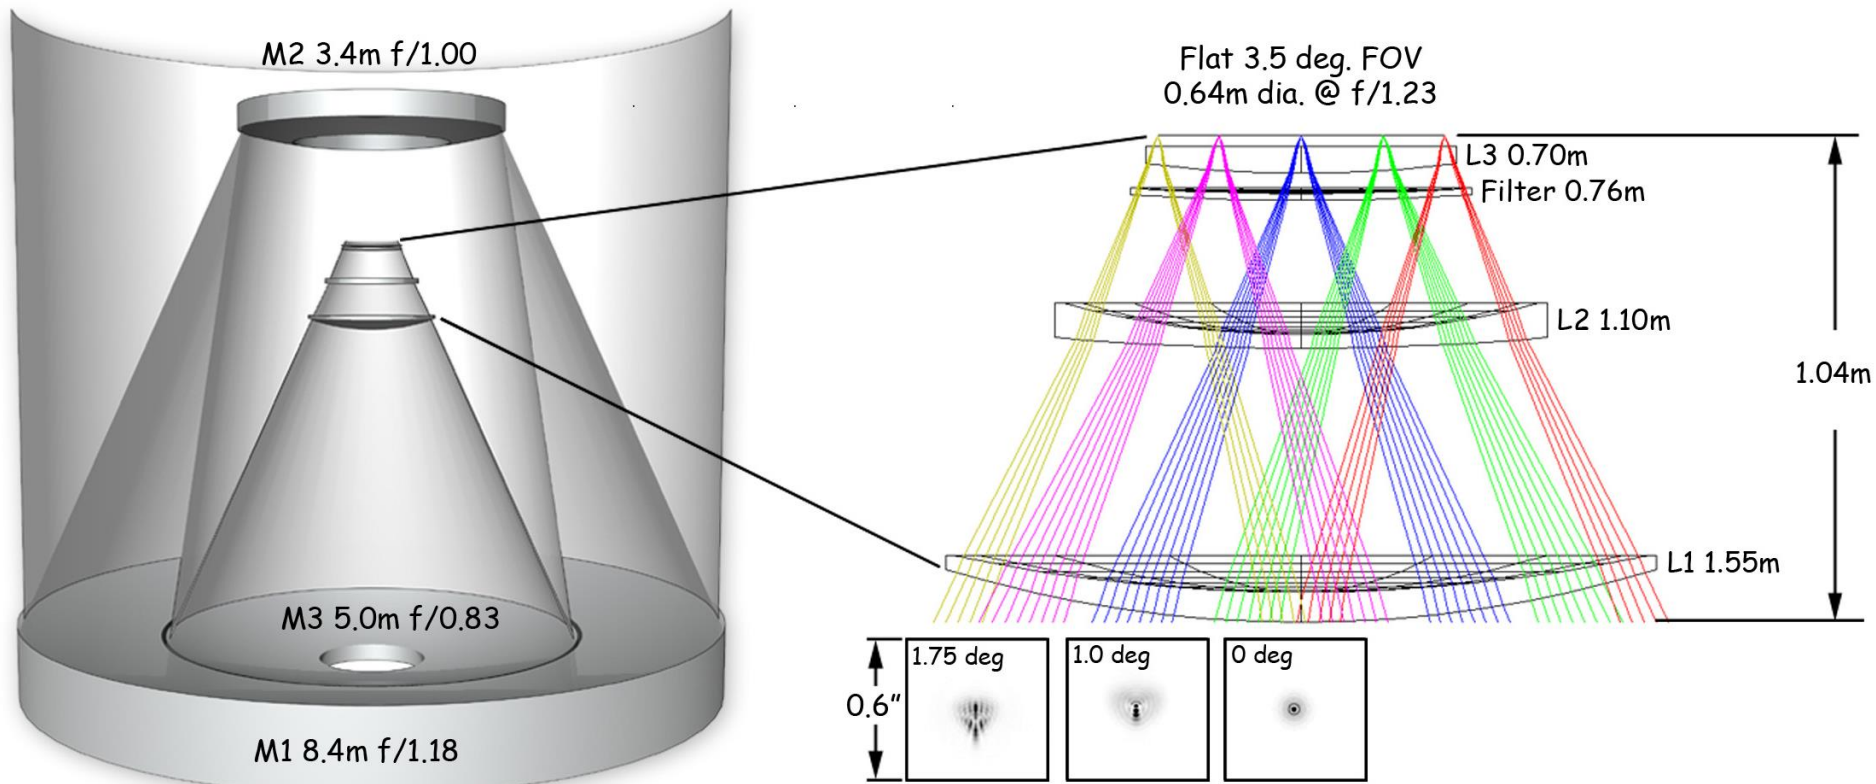 M2 3.4m f/1.00
M3 5.0m f/0.83
M1 8.4m f/1.18
Flat 3.5 deg. FOV
0.64m dia. @ f/1.23
L3 0.70m
Filter 0.76m
L2 1.10m
1.04m
L1 1.55m
0.6”
1.75 deg
1.0 deg
0 deg